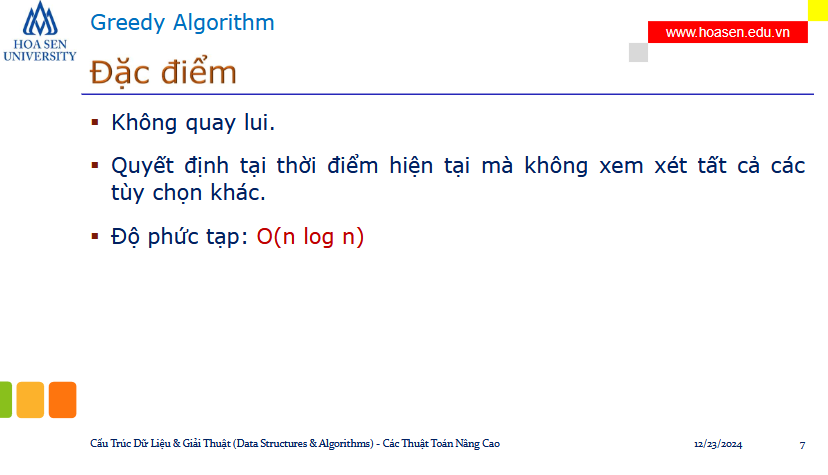 HOA SEN
UNIVERSITY
Greedy Algorithm
www.hoasen.edu.vn
Đặc điểm
▪ Không quay lui.
▪ Quyết định tại thời điểm hiện tại mà không xem xét tất cả các
tùy chọn khác.
▪ Độ phức tạp: O(n log n)
Cấu Trúc Dữ Liệu & Giải Thuật (Data Structures & Algorithms) - Các Thuật Toán Nâng Cao
12/23/2024
7